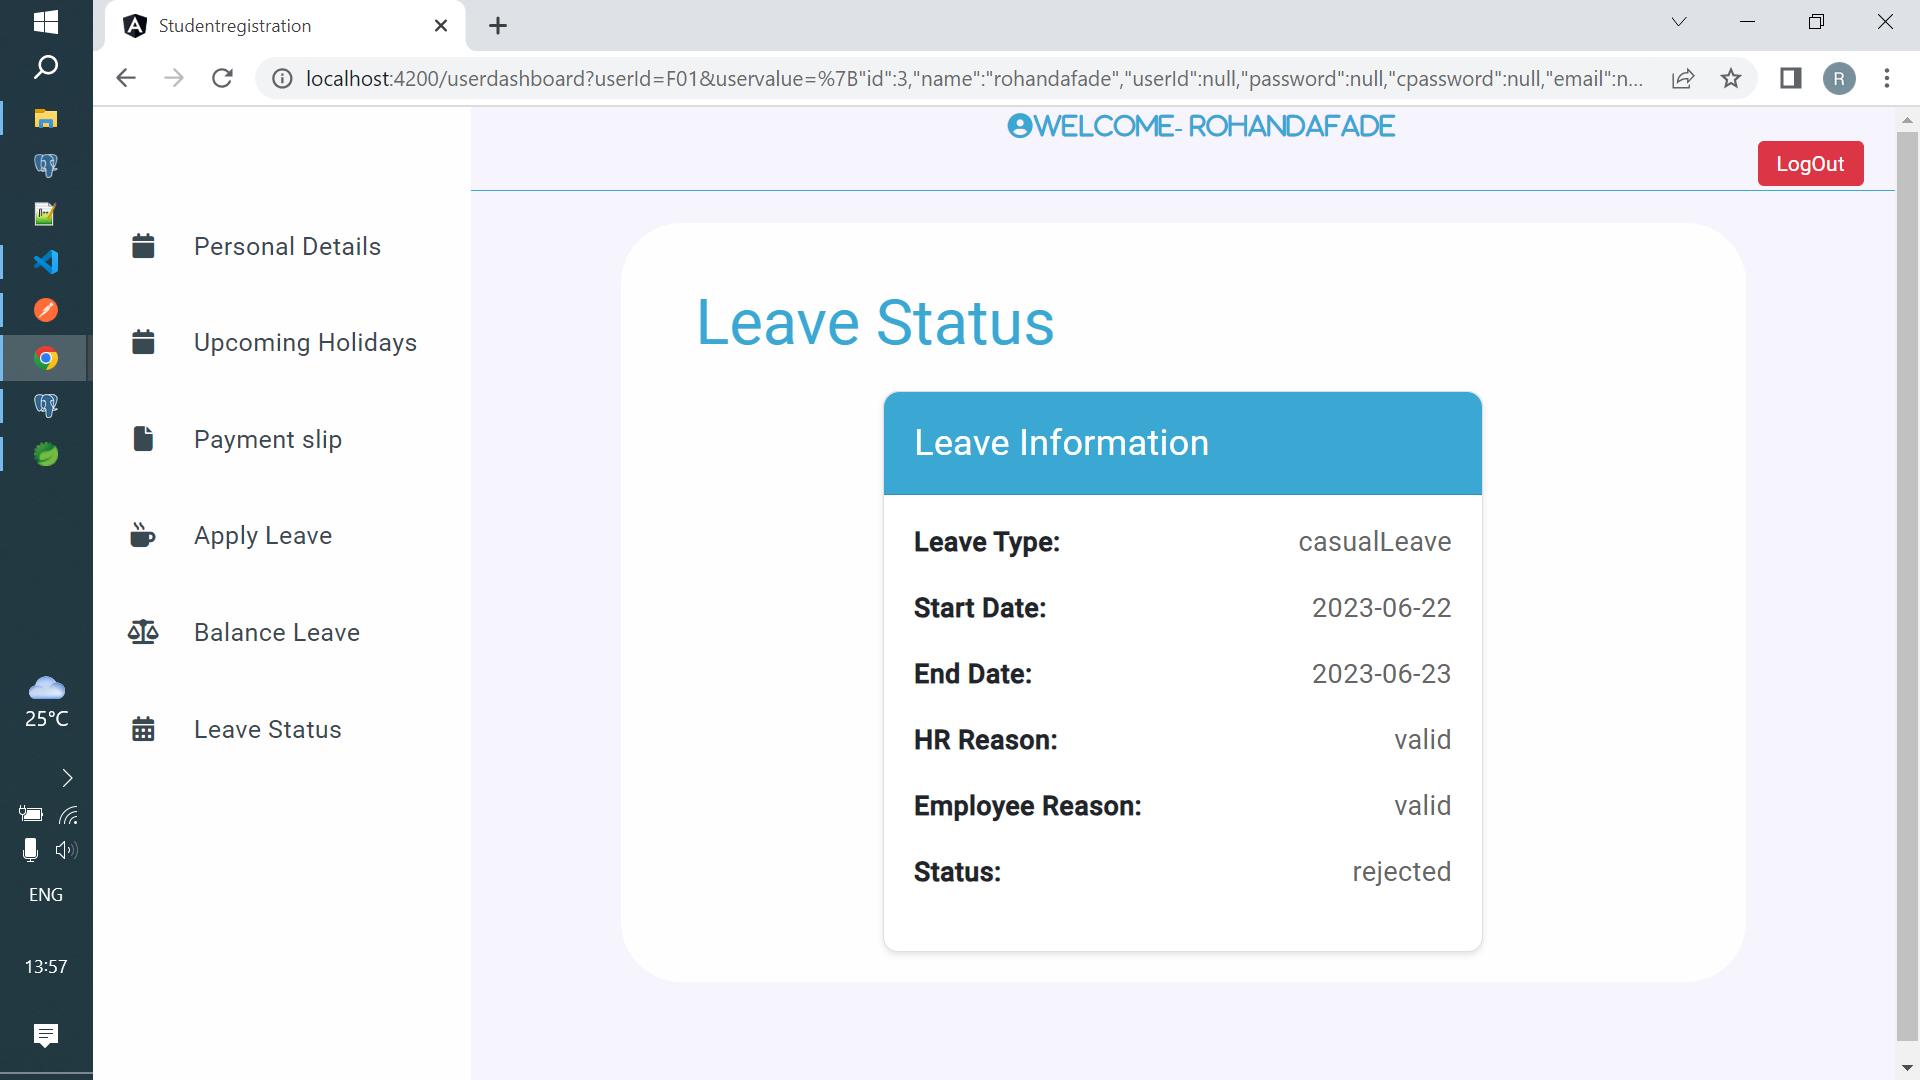 Studentregistration
localhost:4200/userdashboard?userId=F01&uservalue=%7B"id":3,"name":"rohandafade","userId":null,"password":null,"cpassword":null,"email":n...
R
WELCOME- ROHANDAFADE
LogOut
Personal Details
Upcoming Holidays
Payment slip
Apply Leave
Balance Leave
Leave Status
Leave Status
Leave Information
Leave Type: casualLeave
Start Date: 2023-06-22
End Date: 2023-06-23
HR Reason: valid
Employee Reason: valid
Status: rejected
25°C
ENG
13:57